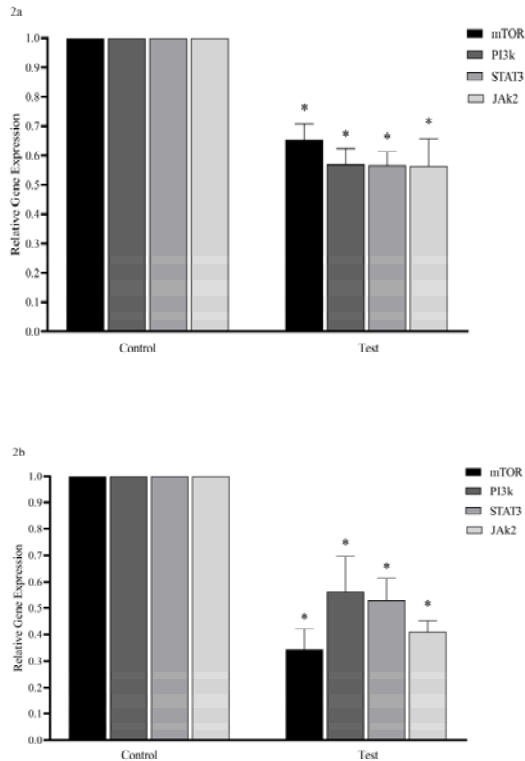 2a
mTOR
PI3k
STAT3
JAk2
Relative Gene Expression
1.0
0.9
0.8
0.7
0.6
0.5
0.4
0.3
0.2
0.1
0.0
* * * *
Control Test
2b
mTOR
PI3k
STAT3
JAk2
Relative Gene Expression
1.0
0.9
0.8
0.7
0.6
0.5
0.4
0.3
0.2
0.1
0.0
* * * *
Control Test